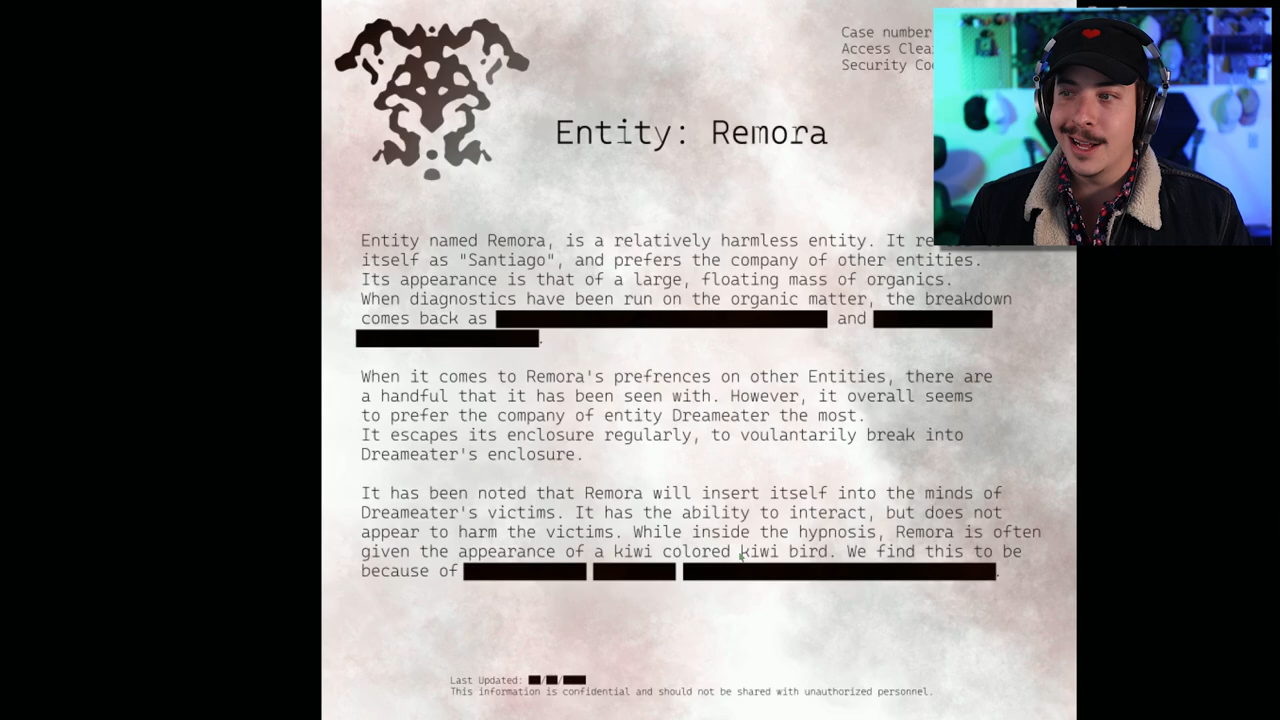 Case number
Access
Security
Entity: Remora
Entity named Remora, is a relatively harmless entity. It
itself as "Santiago", and prefers the company of other entities.
Its appearance is that of a large, floating mass of organics.
When diagnostics have been run on the organic matter, the breakdown
comes back as and
.
When it comes to Remora's prefrences on other Entities, there are
a handful that it has been seen with. However, it overall seems
to prefer the company of entity Dreameater the most.
It escapes its enclosure regularly, to voulantarily break into
Dreameater's enclosure.
It has been noted that Remora will insert itself into the minds of
Dreameater's victims. It has the ability to interact, but does not
appear to harm the victims. While inside the hypnosis, Remora is often
given the appearance of a kiwi colored kiwi bird. We find this to be
because of .
Last Updated: / /
This information is confidential and should not be shared with unauthorized personnel.